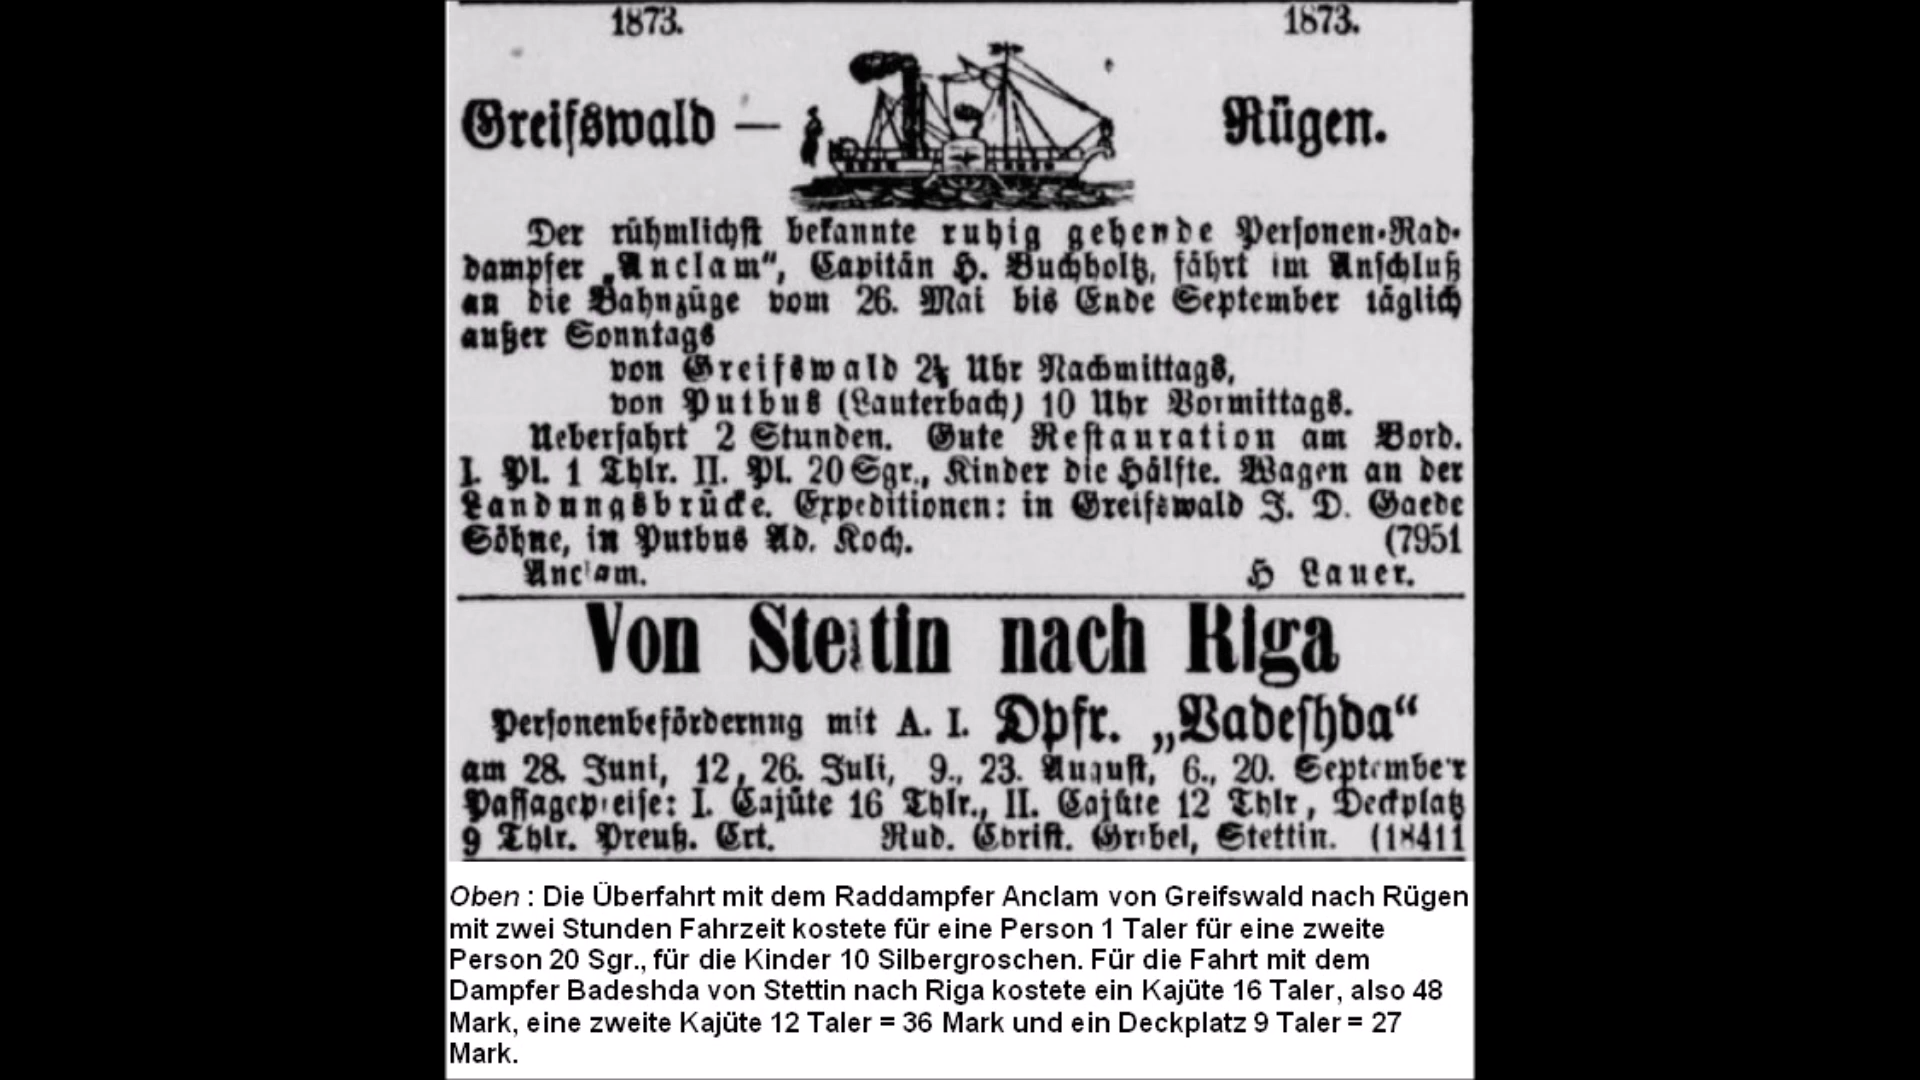 1873. 1873.
Greifswald — Rügen.
Der rühmlichst bekannte ruhig gehende Personen-Rad-
dampfer „Anclam“, Capitän H. Buchholtz, fährt im Anschluß
an die Bahnzüge vom 26. Mai bis Ende September täglich
außer Sonntags
von Greifswald Uhr Nachmittags,
von Putbus (Lauterbach) 10 Uhr Vormittags.
Ueberfahrt 2 Stunden. Gute Restauration am Bord.
I. Pl. 1 Thlr. II. Pl. 20 Sgr., Kinder die Hälfte. Wagen an der
Landungsbrücke. Expeditionen: in Greifswald J. D. Gaede
Söhne, in Putbus Ad. Koch. (7951
Anclam. H Lauer.
Von Stettin nach Riga
Personenbefördernng mit A. I. Dpfr. „Badeshda“
am 28. Juni, 12, 26. Juli, 9., 23. August, 6., 20. September
Passagepreise: I. Cajüte 16 Thlr., II. Cajüte 12 Thlr, Deckplatz
9 Thlr. Preuß. Crt. Rud. Christ. Gribel, Stettin. (18411
Oben : Die Überfahrt mit dem Raddampfer Anclam von Greifswald nach Rügen
mit zwei Stunden Fahrzeit kostete für eine Person 1 Taler für eine zweite
Person 20 Sgr., für die Kinder 10 Silbergroschen. Für die Fahrt mit dem
Dampfer Badeshda von Stettin nach Riga kostete ein Kajüte 16 Taler, also 48
Mark, eine zweite Kajüte 12 Taler = 36 Mark und ein Deckplatz 9 Taler = 27
Mark.